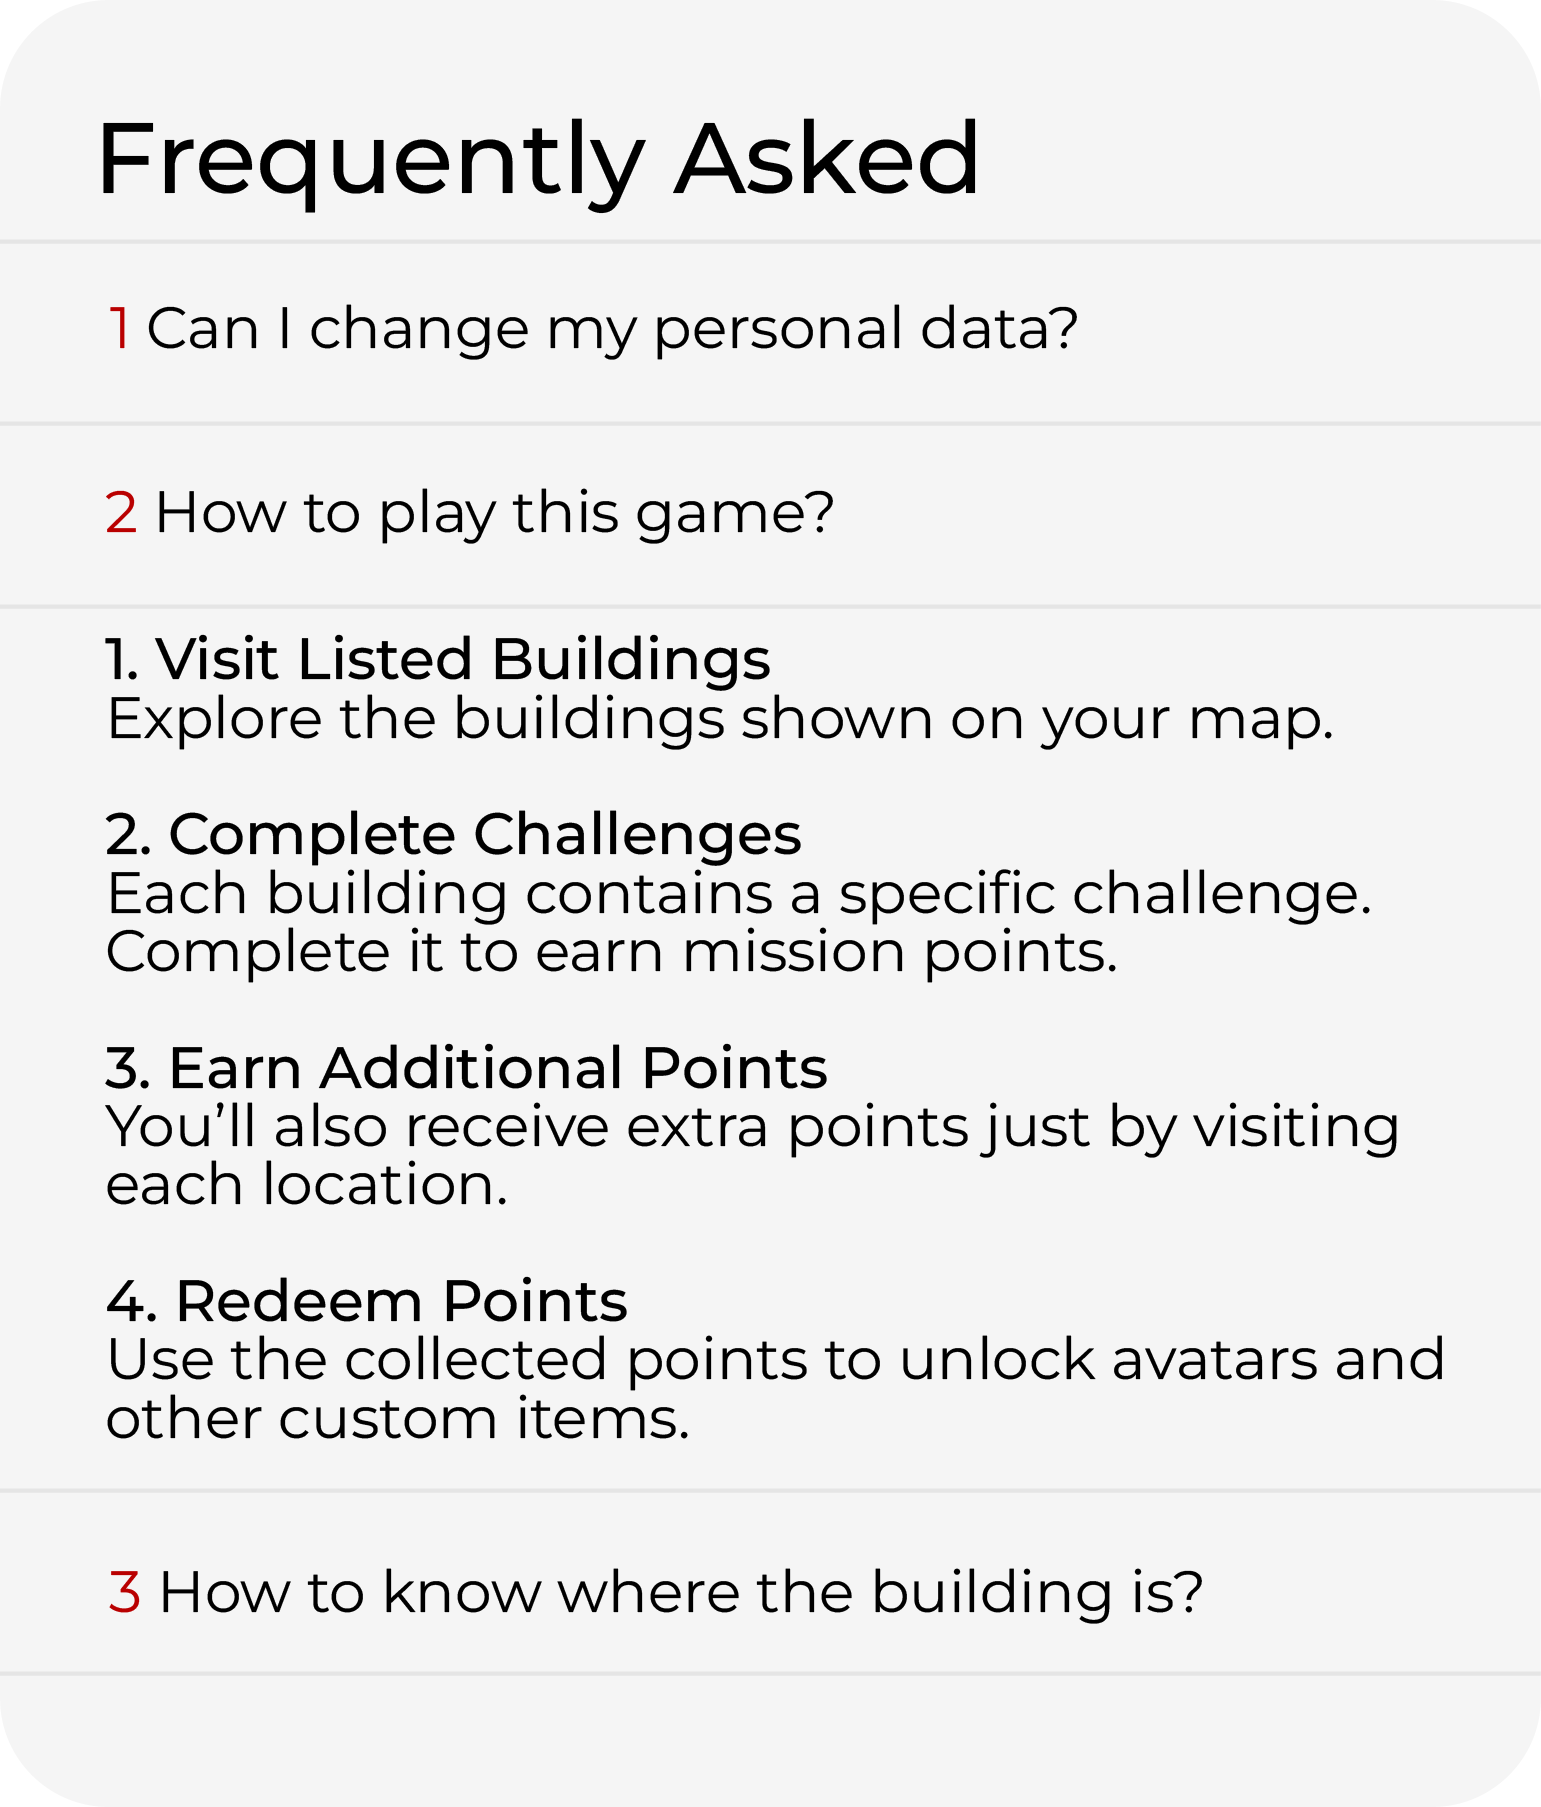 Frequently Asked
1 Can I change my personal data?
2 How to play this game?
1. Visit Listed Buildings
Explore the buildings shown on your map.
2. Complete Challenges
Each building contains a specific challenge.
Complete it to earn mission points.
3. Earn Additional Points
You’ll also receive extra points just by visiting
each location.
4. Redeem Points
Use the collected points to unlock avatars and
other custom items.
3 How to know where the building is?